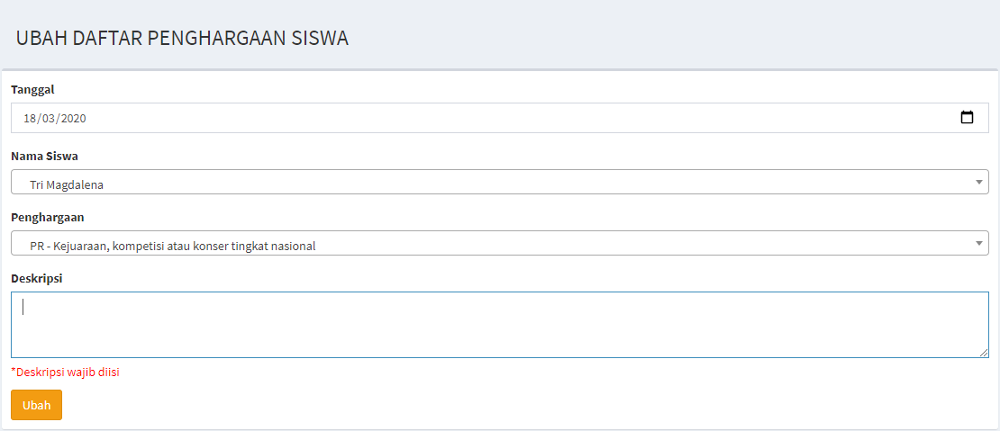 UBAH DAFTAR PENGHARGAAN SISWA
Tanggal
18/03/2020
Nama Siswa
Tri Magdalena
Penghargaan
PR - Kejuaraan, kompetisi atau konser tingkat nasional
Deskripsi
*Deskripsi wajib diisi
Ubah